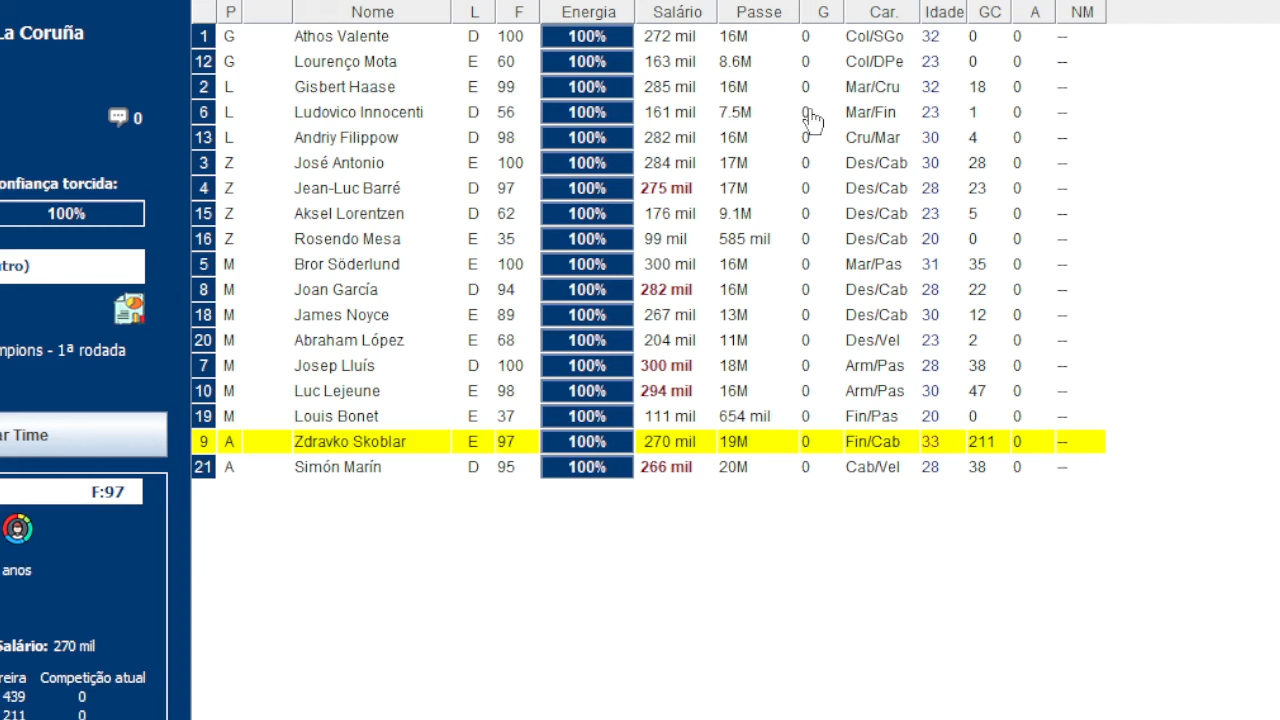 La Coruña
0
onfiança torcida:
100%
tro)
mpions - 1ª rodada
ar Time
F:97
anos
Salário: 270 mil
reira Competição atual
439 0
211 0
P Nome L F Energia Salário Passe G Car. Idade GC A NM
1 G Athos Valente D 100 100% 272 mil 16M 0 Col/SGo 32 0 0 --
12 G Lourenço Mota E 60 100% 163 mil 8.6M 0 Col/DPe 23 0 0 --
2 L Gisbert Haase E 99 100% 285 mil 16M 0 Mar/Cru 32 18 0 --
6 L Ludovico Innocenti D 56 100% 161 mil 7.5M 0 Mar/Fin 23 1 0 --
13 L Andriy Filippow D 98 100% 282 mil 16M 0 Cru/Mar 30 4 0 --
3 Z José Antonio E 100 100% 284 mil 17M 0 Des/Cab 30 28 0 --
4 Z Jean-Luc Barré D 97 100% 275 mil 17M 0 Des/Cab 28 23 0 --
15 Z Aksel Lorentzen D 62 100% 176 mil 9.1M 0 Des/Cab 23 5 0 --
16 Z Rosendo Mesa E 35 100% 99 mil 585 mil 0 Des/Cab 20 0 0 --
5 M Bror Söderlund E 100 100% 300 mil 16M 0 Mar/Pas 31 35 0 --
8 M Joan García D 94 100% 282 mil 16M 0 Des/Cab 28 22 0 --
18 M James Noyce E 89 100% 267 mil 13M 0 Des/Cab 30 12 0 --
20 M Abraham López E 68 100% 204 mil 11M 0 Des/Vel 23 2 0 --
7 M Josep Lluís D 100 100% 300 mil 18M 0 Arm/Pas 28 38 0 --
10 M Luc Lejeune E 98 100% 294 mil 16M 0 Arm/Pas 30 47 0 --
19 M Louis Bonet E 37 100% 111 mil 654 mil 0 Fin/Pas 20 0 0 --
9 A Zdravko Skoblar E 97 100% 270 mil 19M 0 Fin/Cab 33 211 0 --
21 A Simón Marín D 95 100% 266 mil 20M 0 Cab/Vel 28 38 0 --